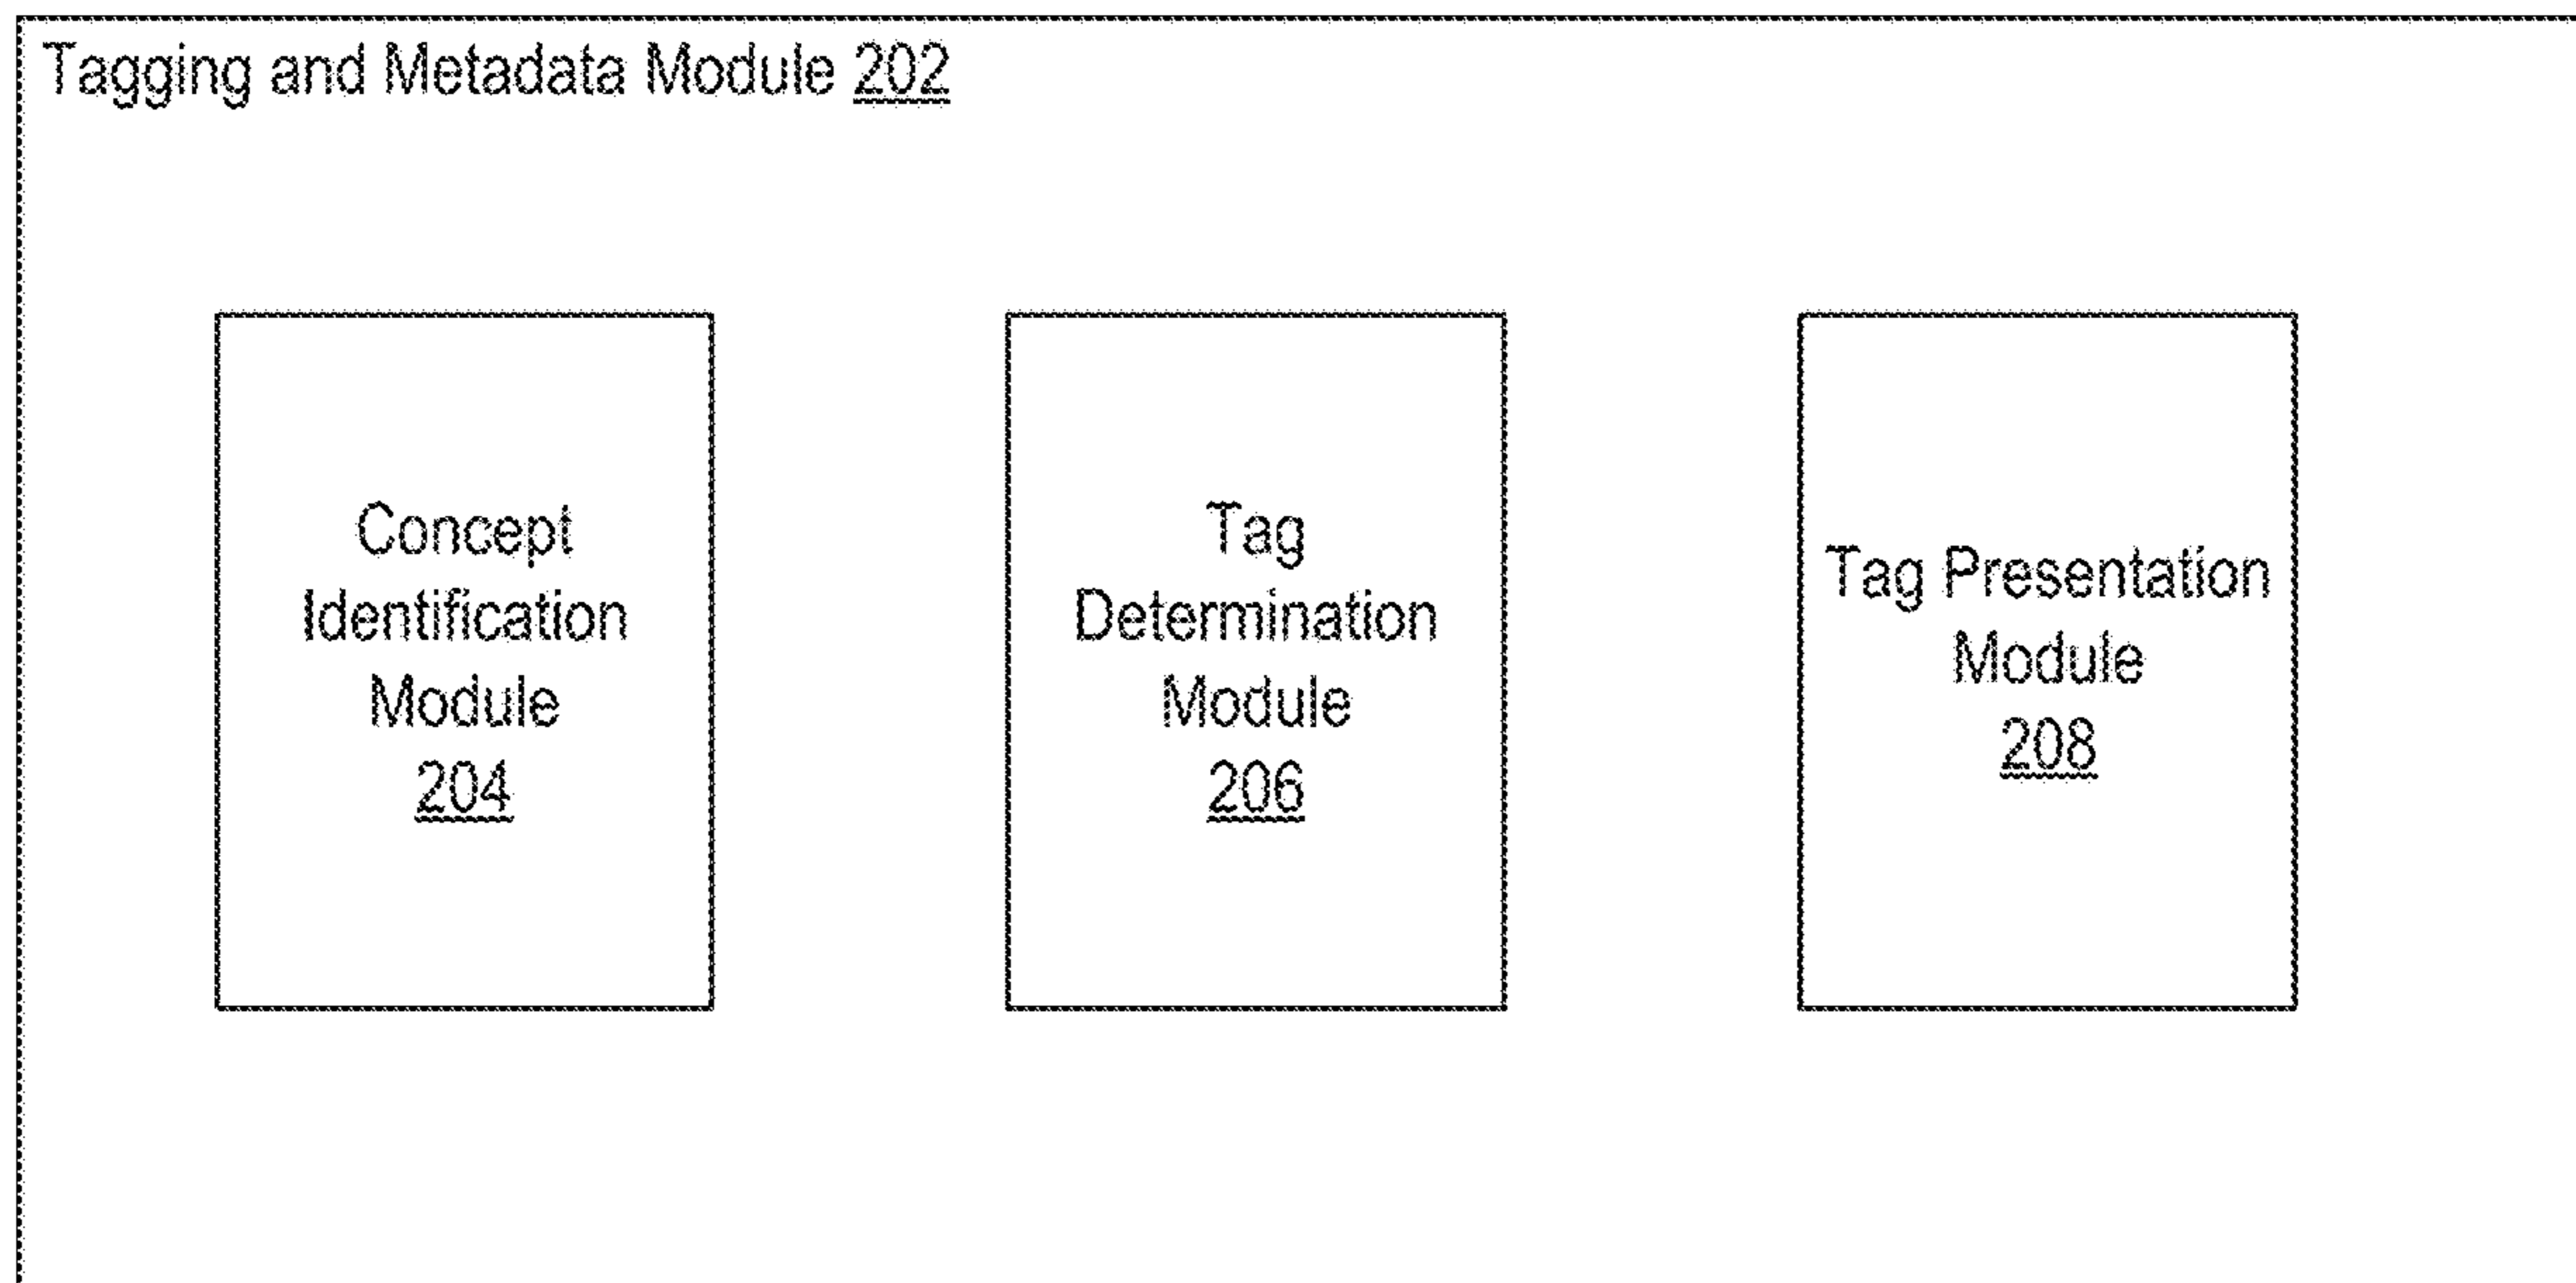 Tagging and Metadata Module 202
Concept
Identification
Module
204
Tag
Determination
Module
206
Tag Presentation
Module
208